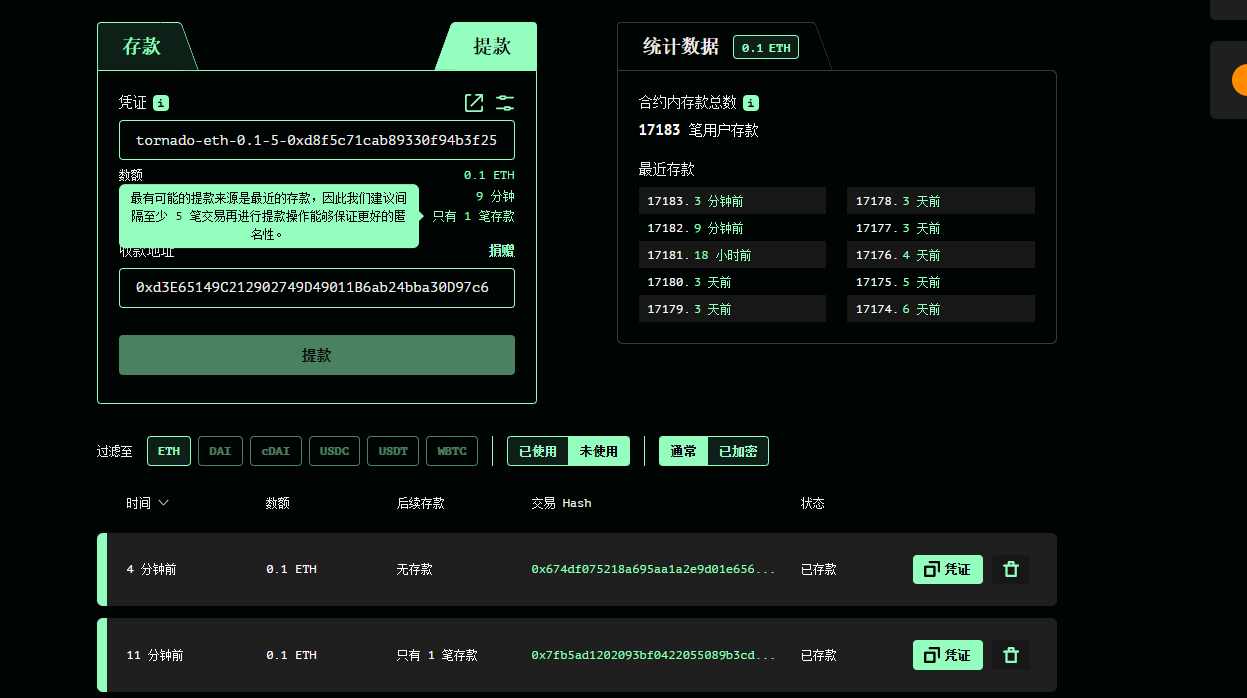 存款
提款
统计数据 0.1 ETH
凭证 i
tornado-eth-0.1-5-0xd8f5c71cab89330f94b3f25
数额 0.1 ETH
9 分钟
只有 1 笔存款
最有可能的提款来源是最近的存款，因此我们建议间
隔至少 5 笔交易再进行提款操作能够保证更好的匿
名性。
收款地址 捐赠
0xd3E65149C212902749D49011B6ab24bba30D97c6
提款
合约内存款总数 i
17183 笔用户存款
最近存款
17183. 3 分钟前
17182. 9 分钟前
17181. 18 小时前
17180. 3 天前
17179. 3 天前
17178. 3 天前
17177. 3 天前
17176. 4 天前
17175. 5 天前
17174. 6 天前
过滤至 ETH DAI cDAI USDC USDT WBTC 已使用 未使用 通常 已加密
时间 数额 后续存款 交易 Hash 状态
4 分钟前 0.1 ETH 无存款 0x674df075218a695aa1a2e9d01e656... 已存款 凭证
11 分钟前 0.1 ETH 只有 1 笔存款 0x7fb5ad1202093bf0422055089b3cd... 已存款 凭证